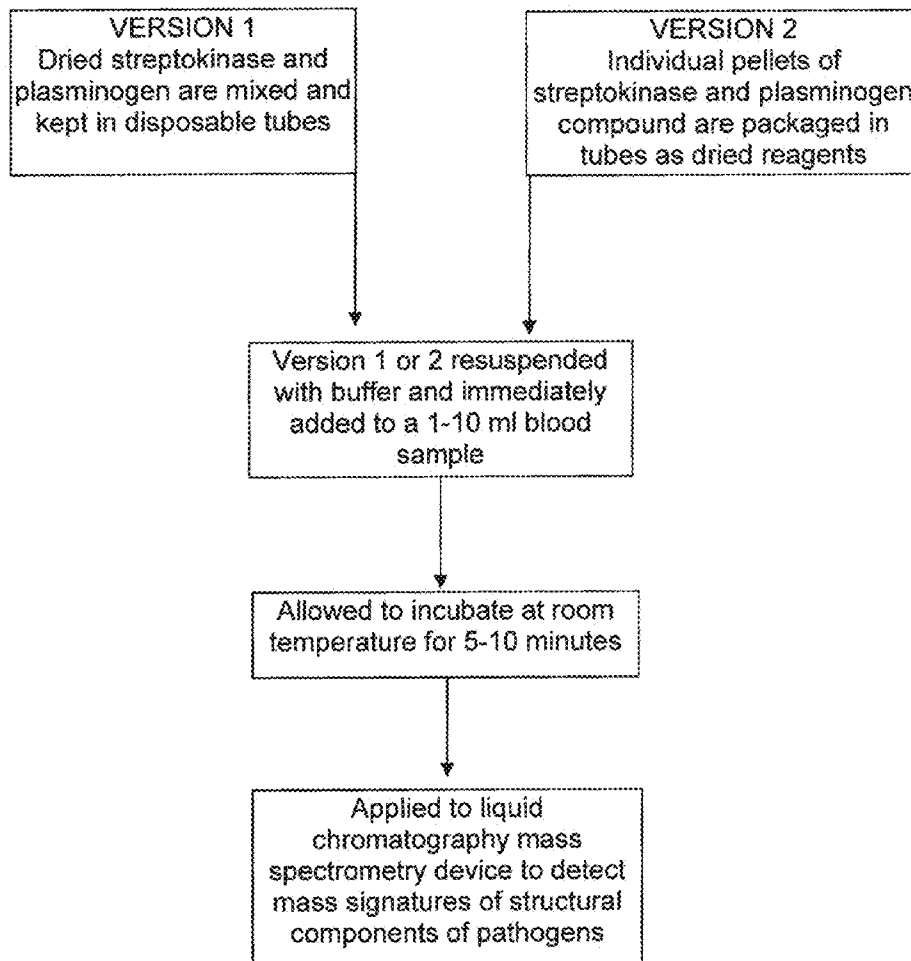 VERSION 1
Dried streptokinase and
plasminogen are mixed and
kept in disposable tubes
VERSION 2
Individual pellets of
streptokinase and plasminogen
compound are packaged in
tubes as dried reagents
Version 1 or 2 resuspended
with buffer and immediately
added to a 1-10 ml blood
sample
Allowed to incubate at room
temperature for 5-10 minutes
Applied to liquid
chromatography mass
spectrometry device to detect
mass signatures of structural
components of pathogens